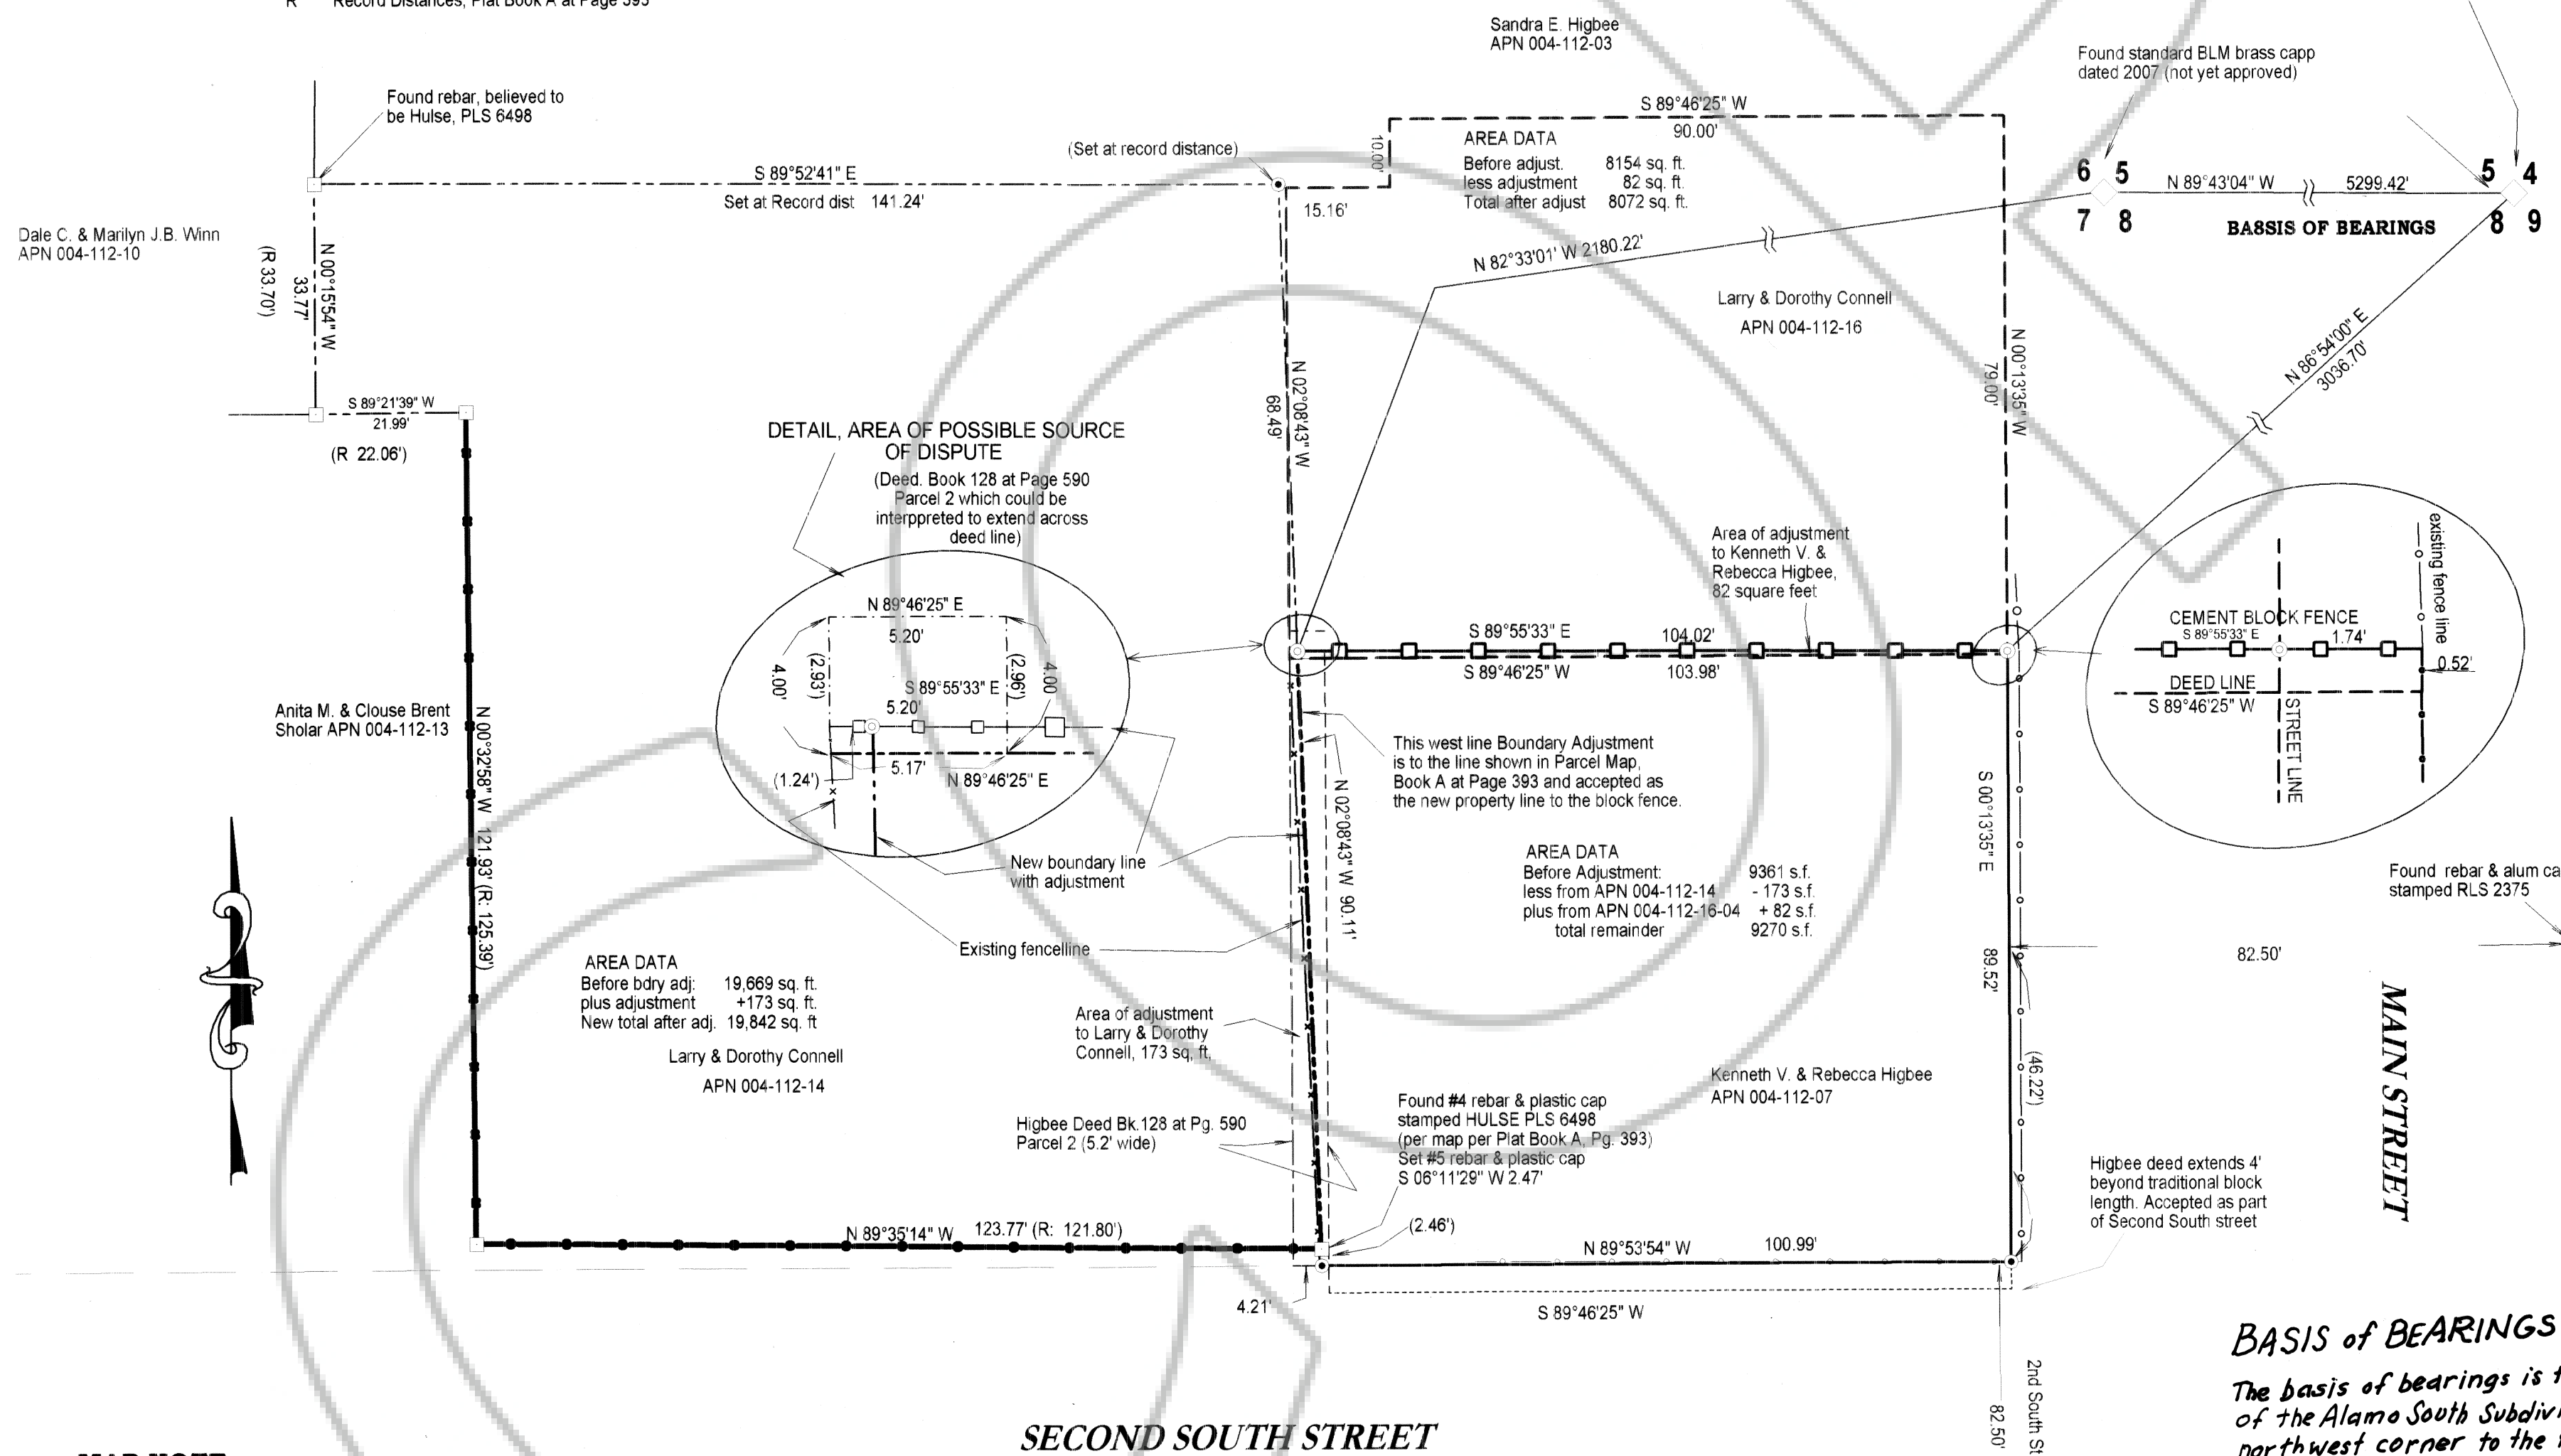 R Record Distances, Plat Book A at Page 393
Sandra E. Higbee
APN 004-112-03
Found standard BLM brass capp
dated 2007 (not yet approved)
Found rebar, believed to
be Hulse, PLS 6498
S 89°46'25" W
90.00'
10.00'
AREA DATA
Before adjust. 8154 sq. ft.
less adjustment 82 sq. ft.
Total after adjust 8072 sq. ft.
(Set at record distance)
S 89°52'41" E
Set at Record dist 141.24'
15.16'
6 5
7 8
N 89°43'04" W 5299.42'
5 4
8 9
BASSIS OF BEARINGS
Dale C. & Marilyn J.B. Winn
APN 004-112-10
N 00°15'54" W
33.77'
(R 33.70')
N 82°33'01' W 2180.22'
Larry & Dorothy Connell
APN 004-112-16
N 00°13'35" W
79.00'
N 86°54'00" E
3036.70'
N 02°08'43" W
68.49'
S 89°21'39" W
21.99'
(R 22.06')
DETAIL, AREA OF POSSIBLE SOURCE
OF DISPUTE
(Deed. Book 128 at Page 590
Parcel 2 which could be
interppreted to extend across
deed line)
Area of adjustment
to Kenneth V. &
Rebecca Higbee,
82 square feet
N 89°46'25" E
5.20'
4.00'
(2.93')
(2.96')
4.00
S 89°55'33" E
5.20'
5.17'
(1.24')
N 89°46'25" E
S 89°55'33" E 104.02'
S 89°46'25" W 103.98'
existing fence line
CEMENT BLOCK FENCE
S 89°55'33" E
1.74'
0.52'
DEED LINE
S 89°46'25" W
STREET LINE
Anita M. & Clouse Brent
Sholar APN 004-112-13
N 00°32'58" W 121.93' (R: 125.39')
This west line Boundary Adjustment
is to the line shown in Parcel Map,
Book A at Page 393 and accepted as
the new property line to the block fence.
N 02°08'43" W 90.11'
S 00°13'35" E
89.52'
New boundary line
with adjustment
AREA DATA
Before Adjustment: 9361 s.f.
less from APN 004-112-14 - 173 s.f.
plus from APN 004-112-16-04 + 82 s.f.
total remainder 9270 s.f.
Found rebar & alum ca
stamped RLS 2375
Existing fencelline
82.50'
AREA DATA
Before bdry adj: 19,669 sq. ft.
plus adjustment +173 sq. ft.
New total after adj. 19,842 sq. ft
Larry & Dorothy Connell
APN 004-112-14
Area of adjustment
to Larry & Dorothy
Connell, 173 sq, ft,
MAIN STREET
(46.22')
Kenneth V. & Rebecca Higbee
APN 004-112-07
Higbee Deed Bk.128 at Pg. 590
Parcel 2 (5.2' wide)
Found #4 rebar & plastic cap
stamped HULSE PLS 6498
(per map per Plat Book A, Pg. 393)
Set #5 rebar & plastic cap
S 06°11'29" W 2.47'
Higbee deed extends 4'
beyond traditional block
length. Accepted as part
of Second South street
N 89°35'14" W 123.77' (R: 121.80')
(2.46')
N 89°53'54" W 100.99'
4.21'
S 89°46'25" W
82.50'
2nd South St
SECOND SOUTH STREET
BASIS of BEARINGS
The basis of bearings is
of the Alamo South Subdiv
northwest corner to the